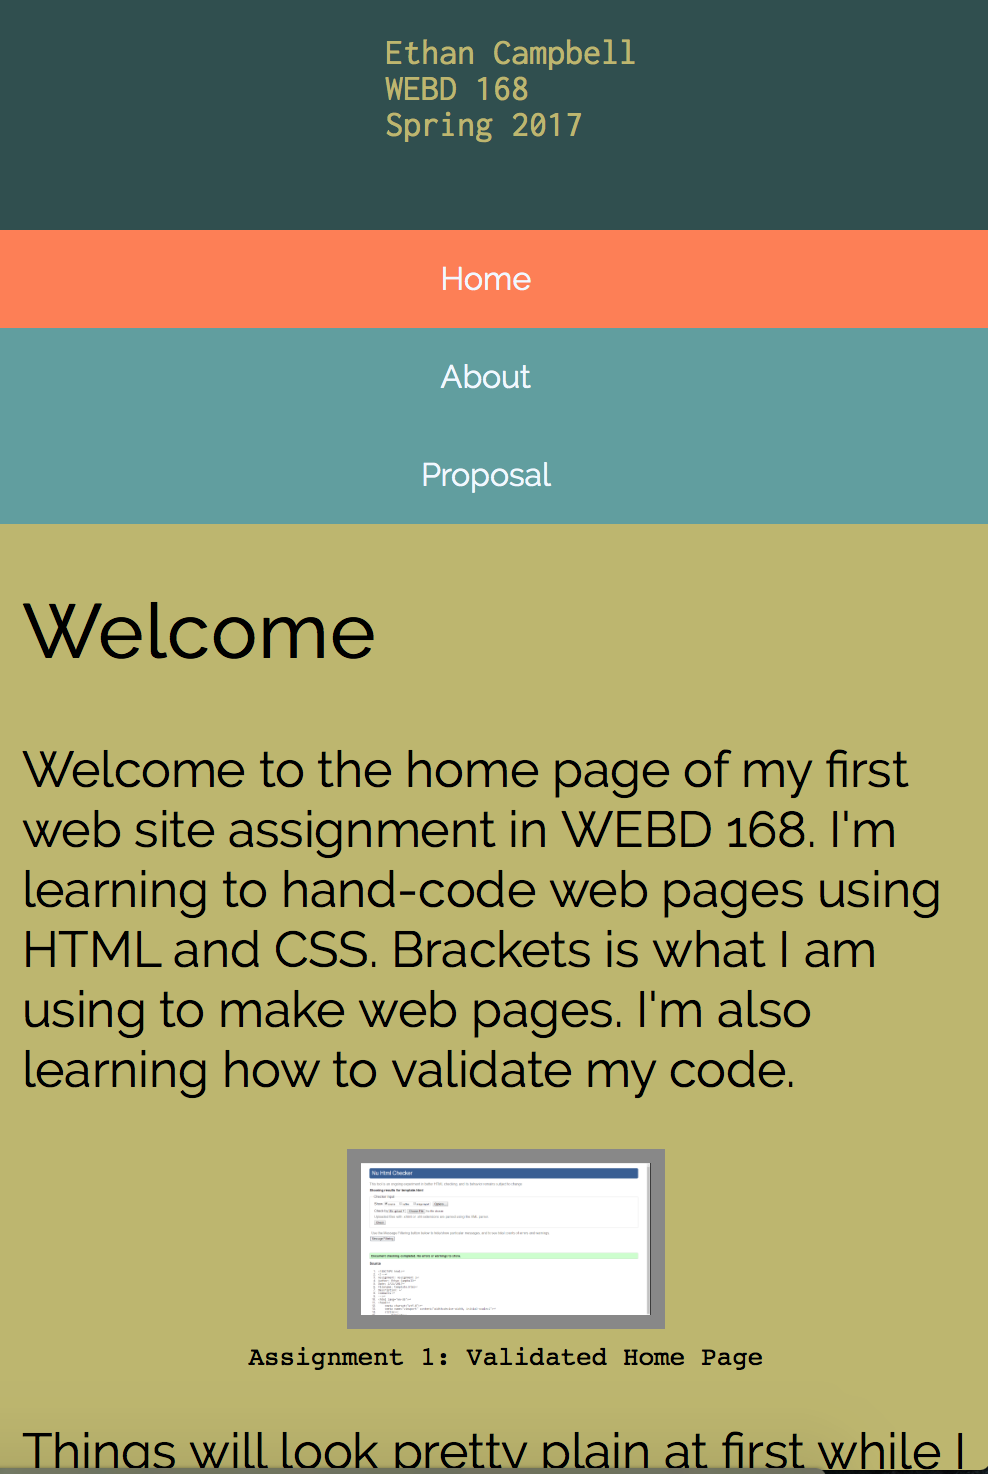 Ethan Campbell
WEBD 168
Spring 2017
Home
About
Proposal
Welcome
Welcome to the home page of my first
web site assignment in WEBD 168. I'm
learning to hand-code web pages using
HTML and CSS. Brackets is what I am
using to make web pages. I'm also
learning how to validate my code.
Nu Html Checker
Assignment 1: Validated Home Page
Things will look pretty plain at first while I